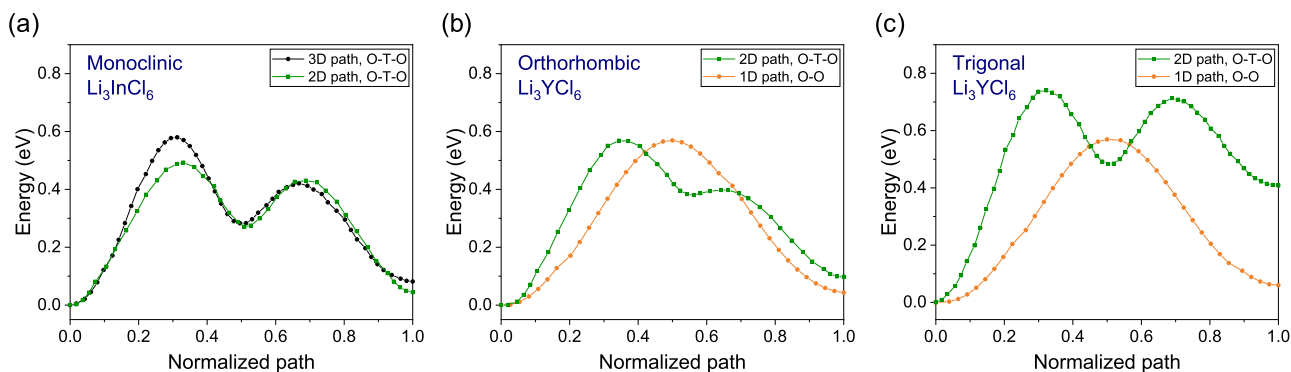 (a)
Monoclinic
Li₃InCl₆
3D path, O-T-O
2D path, O-T-O
Energy (eV)
0.8
0.6
0.4
0.2
0.0
0.0 0.2 0.4 0.6 0.8 1.0
Normalized path
(b)
Orthorhombic
Li₃YCl₆
2D path, O-T-O
1D path, O-O
Energy (eV)
0.8
0.6
0.4
0.2
0.0
0.0 0.2 0.4 0.6 0.8 1.0
Normalized path
(c)
Trigonal
Li₃YCl₆
2D path, O-T-O
1D path, O-O
Energy (eV)
0.8
0.6
0.4
0.2
0.0
0.0 0.2 0.4 0.6 0.8 1.0
Normalized path